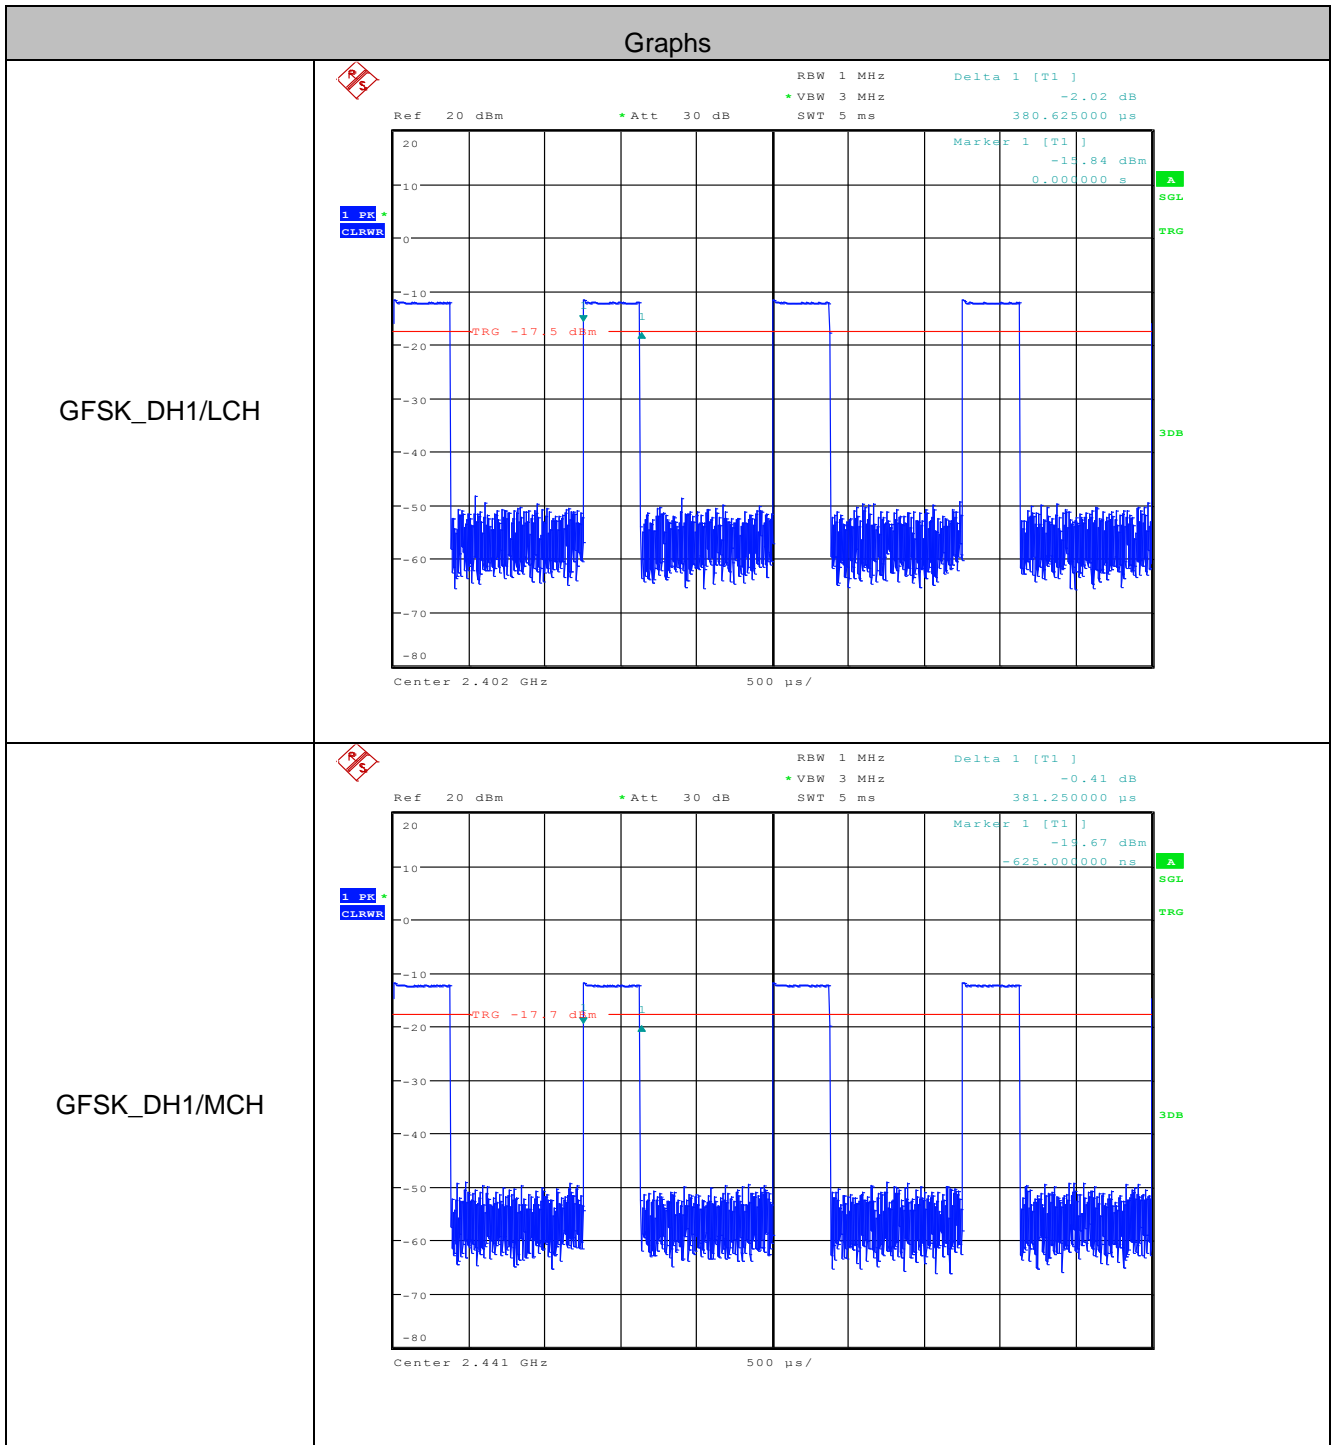 Graphs
GFSK_DH1/LCH
R S
RBW 1 MHz Delta 1 [T1 ]
* VBW 3 MHz -2.02 dB
Ref 20 dBm * Att 30 dB SWT 5 ms 380.625000 µs
20 Marker 1 [T1 ]
-15.84 dBm
10 0.000000 s A
SGL
1 PK *
CLRWR TRG
0
-10
1
1
TRG -17.5 dBm
-20
-30
-40 3DB
-50
-60
-70
-80
Center 2.402 GHz 500 µs/
GFSK_DH1/MCH
R S
RBW 1 MHz Delta 1 [T1 ]
* VBW 3 MHz -0.41 dB
Ref 20 dBm * Att 30 dB SWT 5 ms 381.250000 µs
20 Marker 1 [T1 ]
-19.67 dBm
10 -625.000000 ns A
SGL
1 PK *
CLRWR TRG
0
-10
1 1
TRG -17.7 dBm
-20
-30
-40 3DB
-50
-60
-70
-80
Center 2.441 GHz 500 µs/